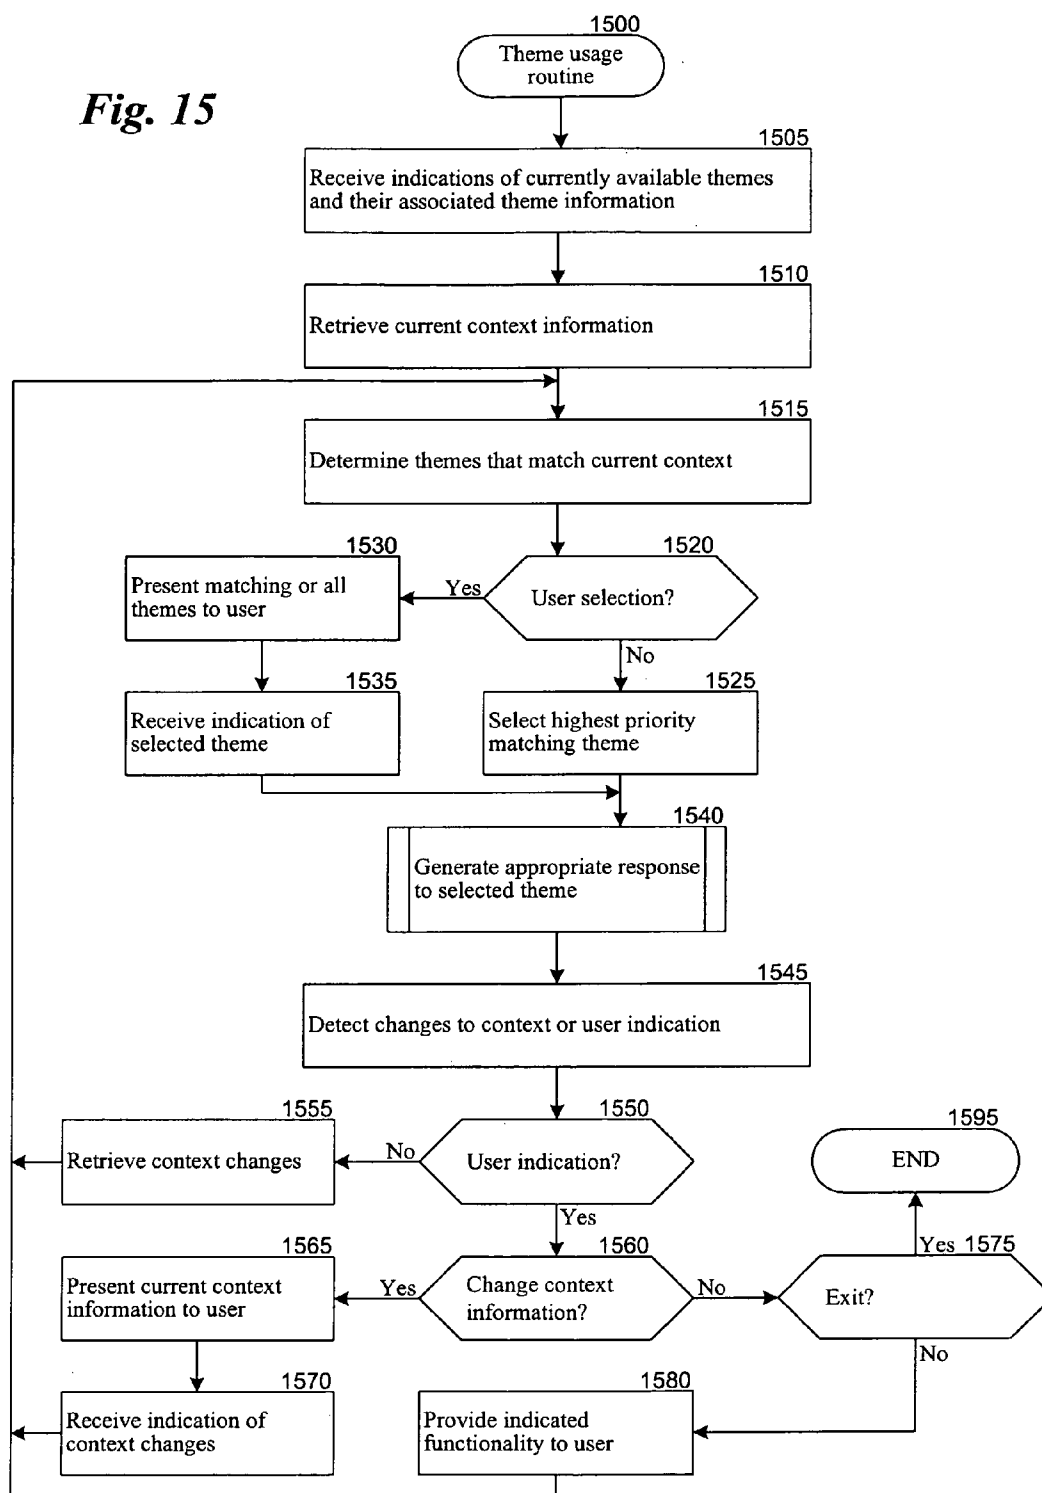 1500
Theme usage
routine
Fig. 15
1505
Receive indications of currently available themes
and their associated theme information
1510
Retrieve current context information
1515
Determine themes that match current context
1530
Present matching or all
themes to user
Yes
1520
User selection?
No
1535
Receive indication of
selected theme
1525
Select highest priority
matching theme
1540
Generate appropriate response
to selected theme
1545
Detect changes to context or user indication
1555
Retrieve context changes
No
1550
User indication?
Yes
1595
END
1565
Present current context
information to user
Yes
1560
Change context
information?
No
Yes 1575
Exit?
No
1570
Receive indication of
context changes
1580
Provide indicated
functionality to user